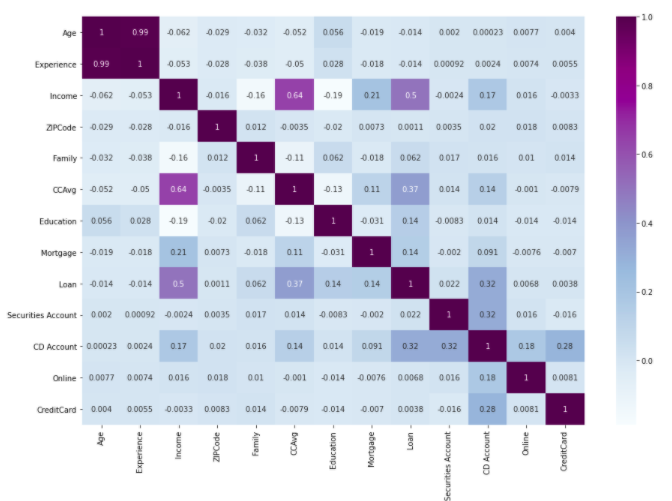 Age 1 0.99 -0.062 -0.029 -0.032 -0.052 0.056 -0.019 -0.014 0.002 0.00023 0.0077 0.004
Experience 0.99 1 -0.053 -0.028 -0.038 -0.05 0.028 -0.018 -0.014 0.00092 0.0024 0.0074 0.0055
Income -0.062 -0.053 1 -0.016 -0.16 0.64 -0.19 0.21 0.5 -0.0024 0.17 0.016 -0.0033
ZIPCode -0.029 -0.028 -0.016 1 0.012 -0.0035 -0.02 0.0073 0.0011 0.0035 0.02 0.018 0.0083
Family -0.032 -0.038 -0.16 0.012 1 -0.11 0.062 -0.018 0.062 0.017 0.016 0.01 0.014
CCAvg -0.052 -0.05 0.64 -0.0035 -0.11 1 -0.13 0.11 0.37 0.014 0.14 -0.001 -0.0079
Education 0.056 0.028 -0.19 -0.02 0.062 -0.13 1 -0.031 0.14 -0.0083 0.014 -0.014 -0.014
Mortgage -0.019 -0.018 0.21 0.0073 -0.018 0.11 -0.031 1 0.14 -0.002 0.091 -0.0076 -0.007
Loan -0.014 -0.014 0.5 0.0011 0.062 0.37 0.14 0.14 1 0.022 0.32 0.0068 0.0038
Securities Account 0.002 0.00092 -0.0024 0.0035 0.017 0.014 -0.0083 -0.002 0.022 1 0.32 0.016 -0.016
CD Account 0.00023 0.0024 0.17 0.02 0.016 0.14 0.014 0.091 0.32 0.32 1 0.18 0.28
Online 0.0077 0.0074 0.016 0.018 0.01 -0.001 -0.014 -0.0076 0.0068 0.016 0.18 1 0.0081
CreditCard 0.004 0.0055 -0.0033 0.0083 0.014 -0.0079 -0.014 -0.007 0.0038 -0.016 0.28 0.0081 1
Age Experience Income ZIPCode Family CCAvg Education Mortgage Loan Securities Account CD Account Online CreditCard
1.0
0.8
0.6
0.4
0.2
0.0